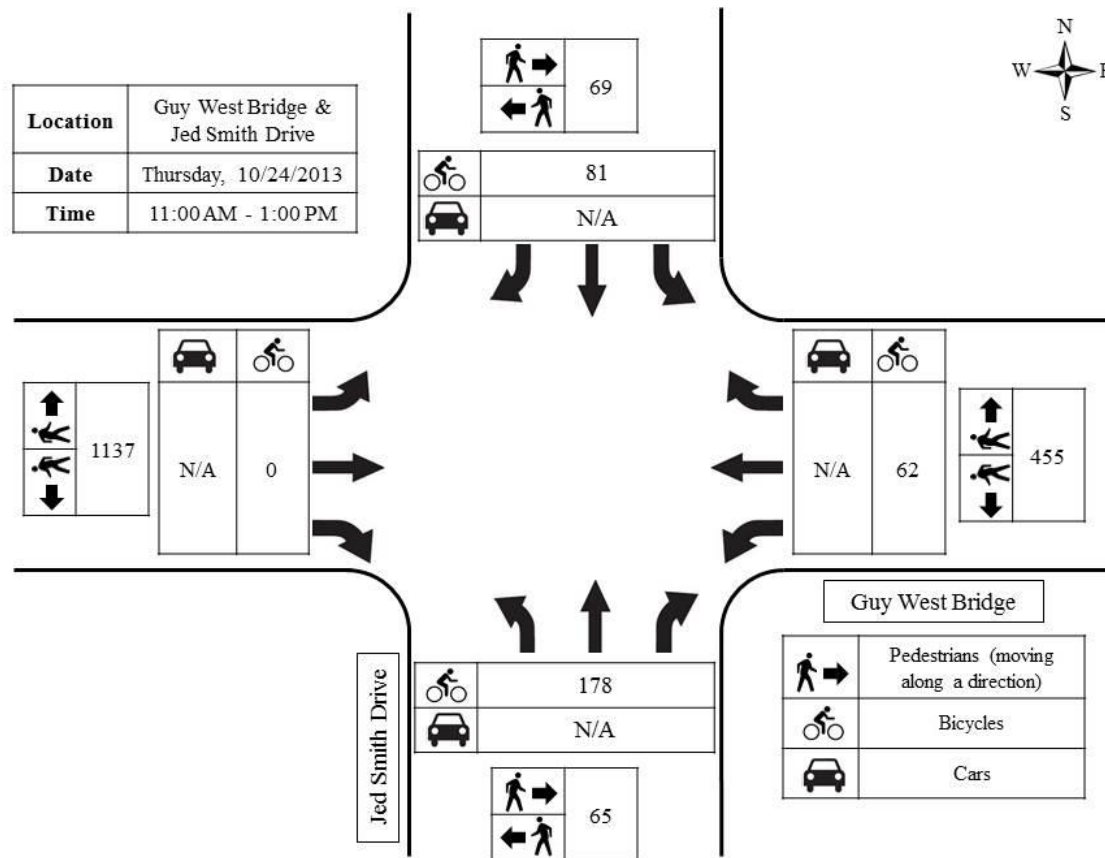 N
W
E
S
Location
Guy West Bridge &
Jed Smith Drive
Date
Thursday, 10/24/2013
Time
11:00 AM - 1:00 PM
69
81
N/A
1137
N/A
0
N/A
62
455
178
N/A
65
Jed Smith Drive
Guy West Bridge
Pedestrians (moving
along a direction)
Bicycles
Cars